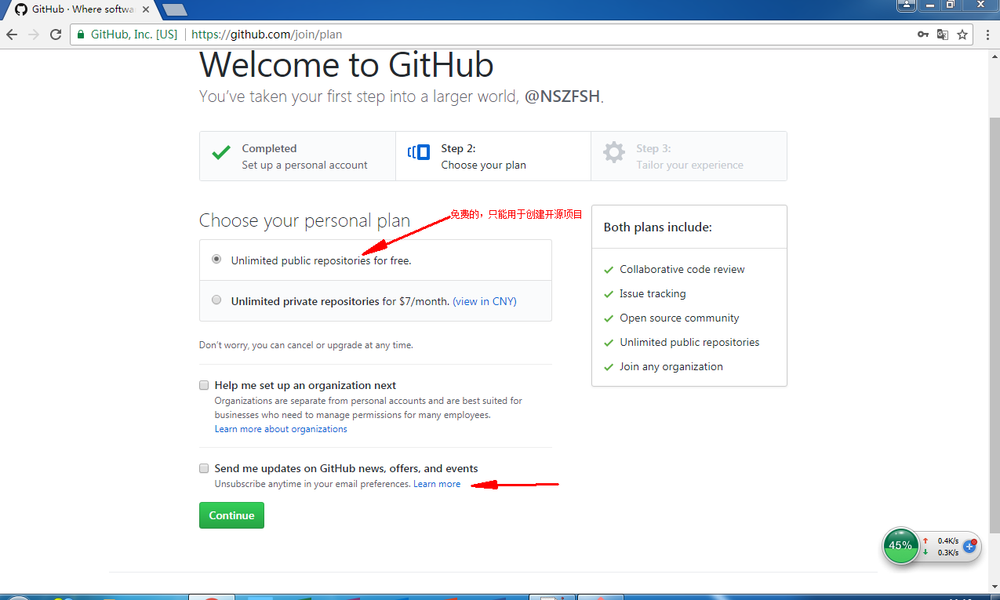 GitHub · Where softwa
GitHub, Inc. [US]
https://github.com/join/plan
Welcome to GitHub
You’ve taken your first step into a larger world, @NSZFSH.
Completed
Set up a personal account
Step 2:
Choose your plan
Step 3:
Tailor your experience
Choose your personal plan
免费的，只能用于创建开源项目
Unlimited public repositories for free.
Unlimited private repositories for $7/month. (view in CNY)
Don’t worry, you can cancel or upgrade at any time.
Both plans include:
Collaborative code review
Issue tracking
Open source community
Unlimited public repositories
Join any organization
Help me set up an organization next
Organizations are separate from personal accounts and are best suited for
businesses who need to manage permissions for many employees.
Learn more about organizations
Send me updates on GitHub news, offers, and events
Unsubscribe anytime in your email preferences. Learn more
Continue
45%
0.4K/s
0.3K/s